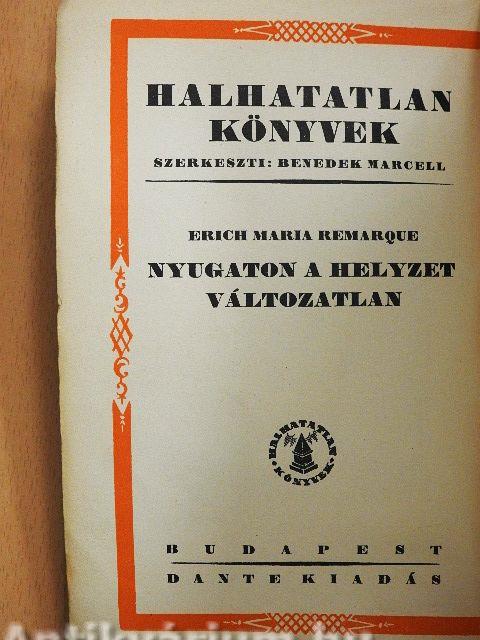 HALHATATLAN
KÖNYVEK
SZERKESZTI: BENEDEK MARCELL
ERICH MARIA REMARQUE
NYUGATON A HELYZET
VÁLTOZATLAN
HALHATATLAN
KÖNYVEK
BUDAPEST
DANTE KIADÁS